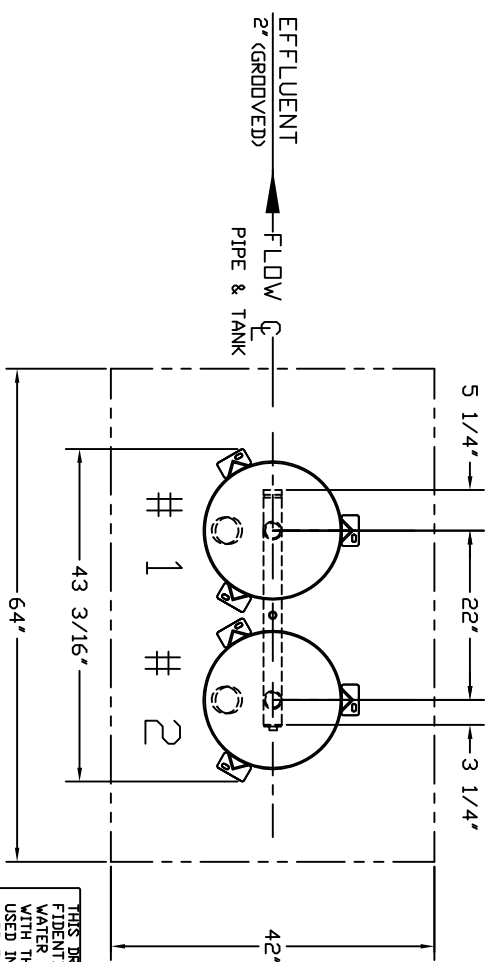 EFFLUENT
2" (GROOVED)
FLOW ℄
PIPE & TANK
5 1/4"
22"
3 1/4"
# 1
# 2
43 3/16"
64"
42"
THIS DR
FIDENT
WATER
WITH TH
USED IN